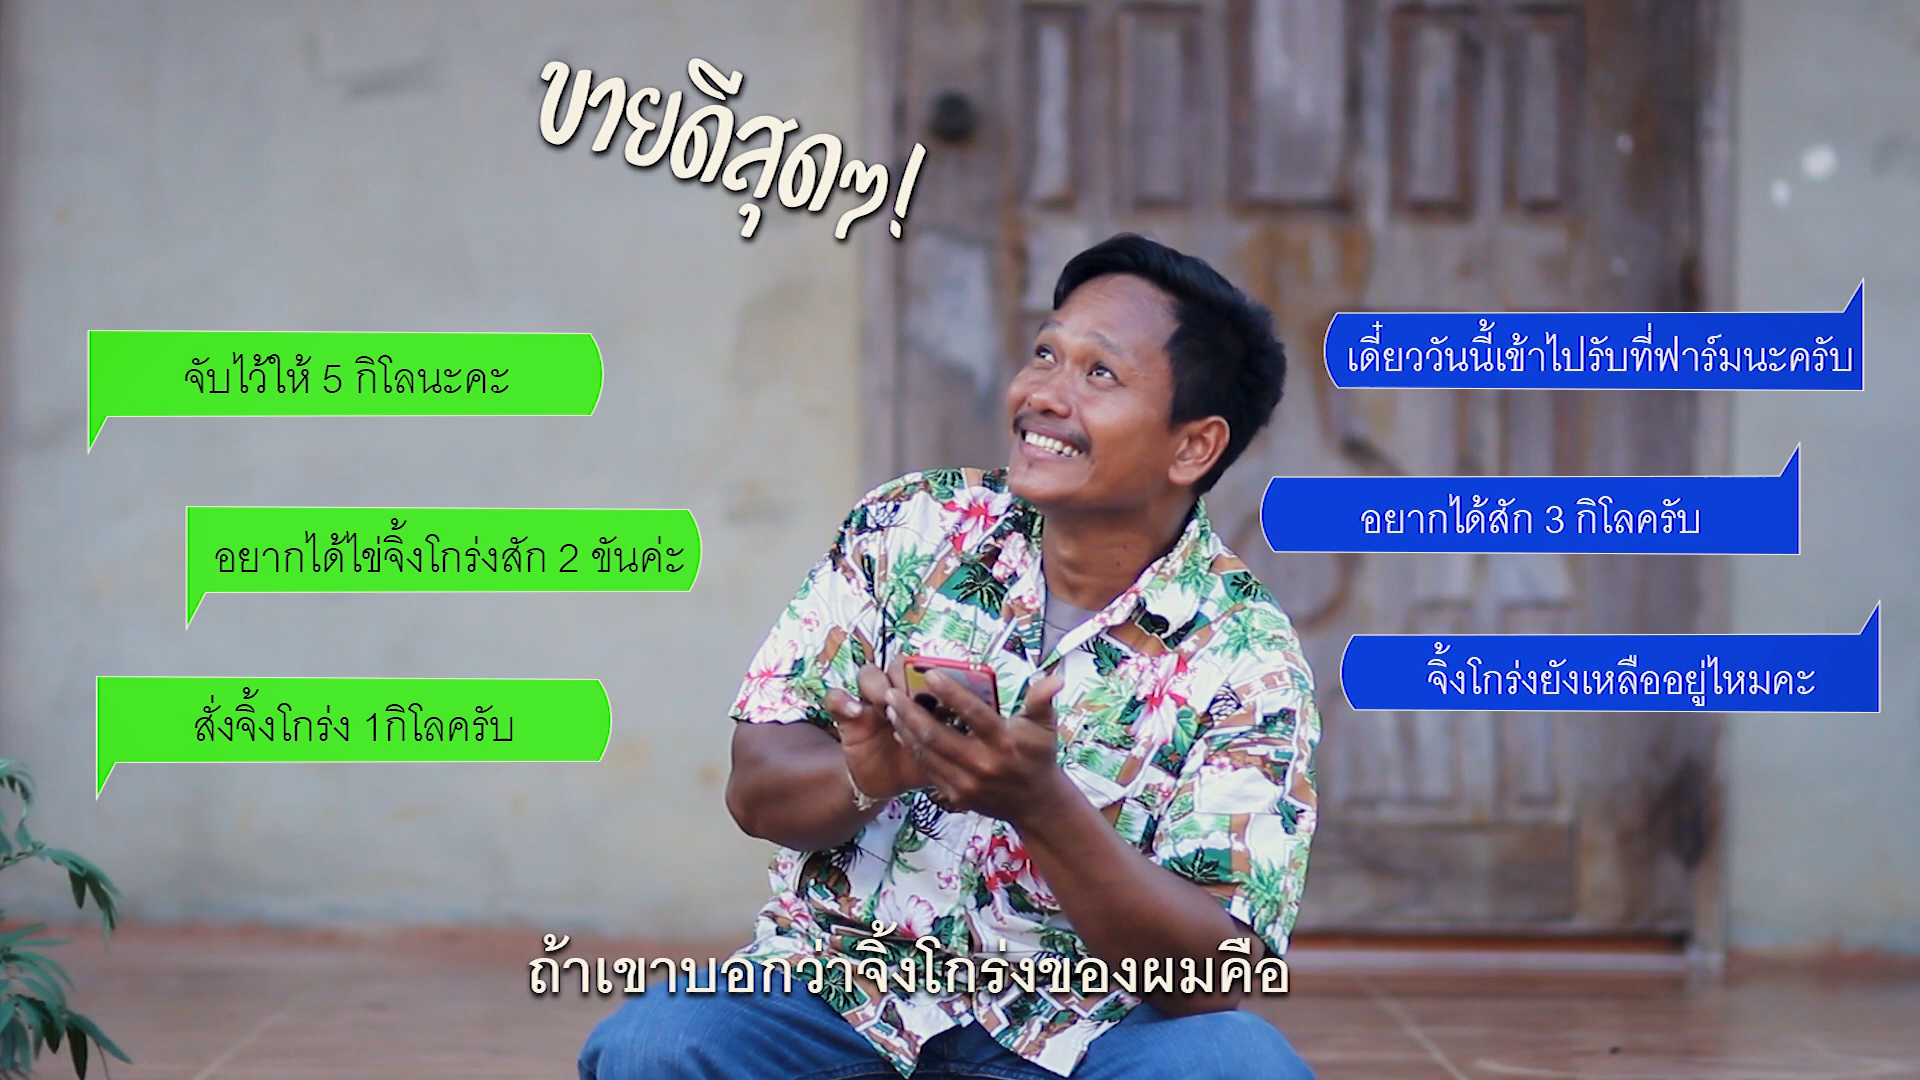 ขายดีสุดๆ!
จับไว้ให้ 5 กิโลนะคะ
อยากได้ไข่จิ้งโกร่งสัก 2 ขันค่ะ
สั่งจิ้งโกร่ง 1กิโลครับ
เดี๋ยววันนี้เข้าไปรับที่ฟาร์มนะครับ
อยากได้สัก 3 กิโลครับ
จิ้งโกร่งยังเหลืออยู่ไหมคะ
ถ้าเขาบอกว่าจิ้งโกร่งของผมคือ